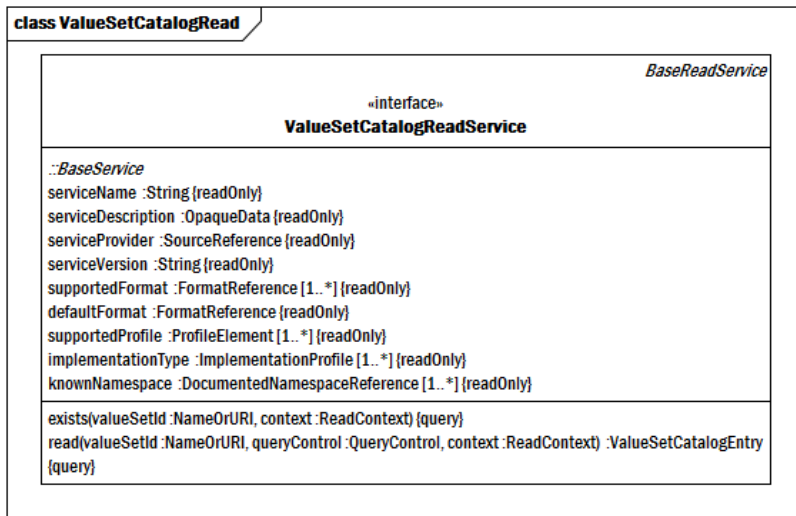 class ValueSetCatalogRead
BaseReadService
«interface»
ValueSetCatalogReadService
::BaseService
serviceName :String {readOnly}
serviceDescription :OpaqueData {readOnly}
serviceProvider :SourceReference {readOnly}
serviceVersion :String {readOnly}
supportedFormat :FormatReference [1..*] {readOnly}
defaultFormat :FormatReference {readOnly}
supportedProfile :ProfileElement [1..*] {readOnly}
implementationType :ImplementationProfile [1..*] {readOnly}
knownNamespace :DocumentedNamespaceReference [1..*] {readOnly}
exists(valueSetId :NameOrURI, context :ReadContext) {query}
read(valueSetId :NameOrURI, queryControl :QueryControl, context :ReadContext) :ValueSetCatalogEntry
{query}